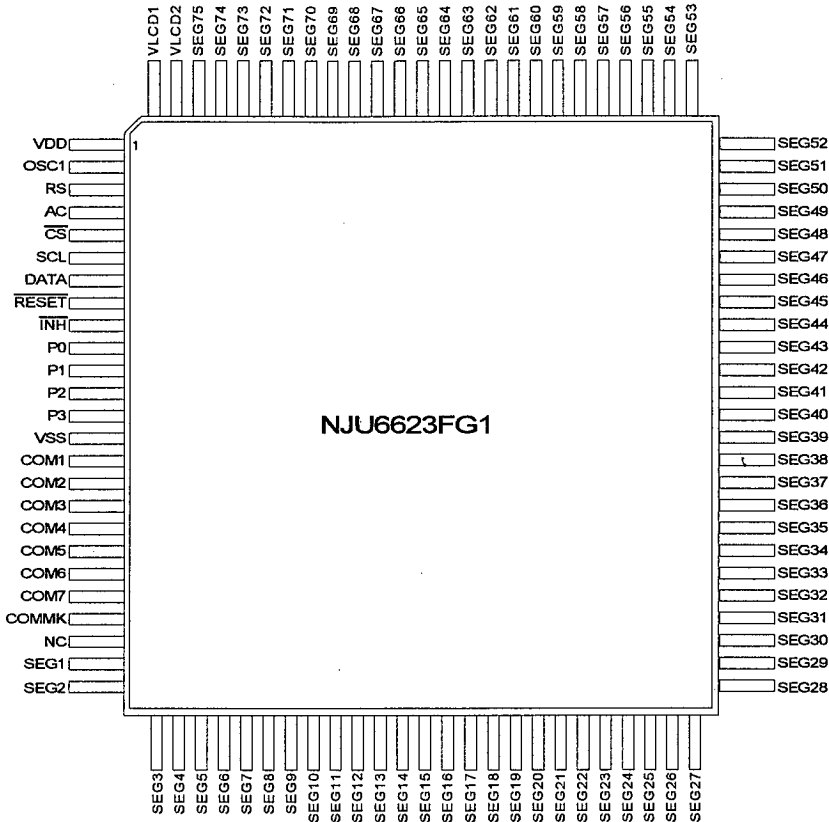 VLCD1
VLCD2
SEG75
SEG74
SEG73
SEG72
SEG71
SEG70
SEG69
SEG68
SEG67
SEG66
SEG65
SEG64
SEG63
SEG62
SEG61
SEG60
SEG59
SEG58
SEG57
SEG56
SEG55
SEG54
SEG53
VDD
OSC1
RS
AC
C̅S̅
SCL
DATA
R̅E̅S̅E̅T̅
I̅N̅H̅
P0
P1
P2
P3
VSS
COM1
COM2
COM3
COM4
COM5
COM6
COM7
COMMK
NC
SEG1
SEG2
1
NJU6623FG1
SEG52
SEG51
SEG50
SEG49
SEG48
SEG47
SEG46
SEG45
SEG44
SEG43
SEG42
SEG41
SEG40
SEG39
SEG38
SEG37
SEG36
SEG35
SEG34
SEG33
SEG32
SEG31
SEG30
SEG29
SEG28
SEG3
SEG4
SEG5
SEG6
SEG7
SEG8
SEG9
SEG10
SEG11
SEG12
SEG13
SEG14
SEG15
SEG16
SEG17
SEG18
SEG19
SEG20
SEG21
SEG22
SEG23
SEG24
SEG25
SEG26
SEG27